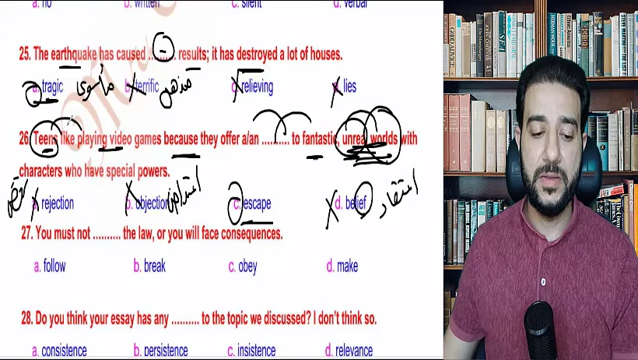 a. no b. written c. silent d. verbal
25. The earthquake has caused .......... results; it has destroyed a lot of houses.
a. tragic مأسوى b. terrific مذهل c. relieving d. lies
26. Teens like playing video games because they offer a/an .......... to fantastic, unreal worlds with
characters who have special powers.
رفض a. rejection b. objection اعتراض c. escape d. belief اعتقاد
27. You must not .......... the law, or you will face consequences.
a. follow b. break c. obey d. make
28. Do you think your essay has any .......... to the topic we discussed? I don't think so.
a. consistence b. persistence c. insistence d. relevance